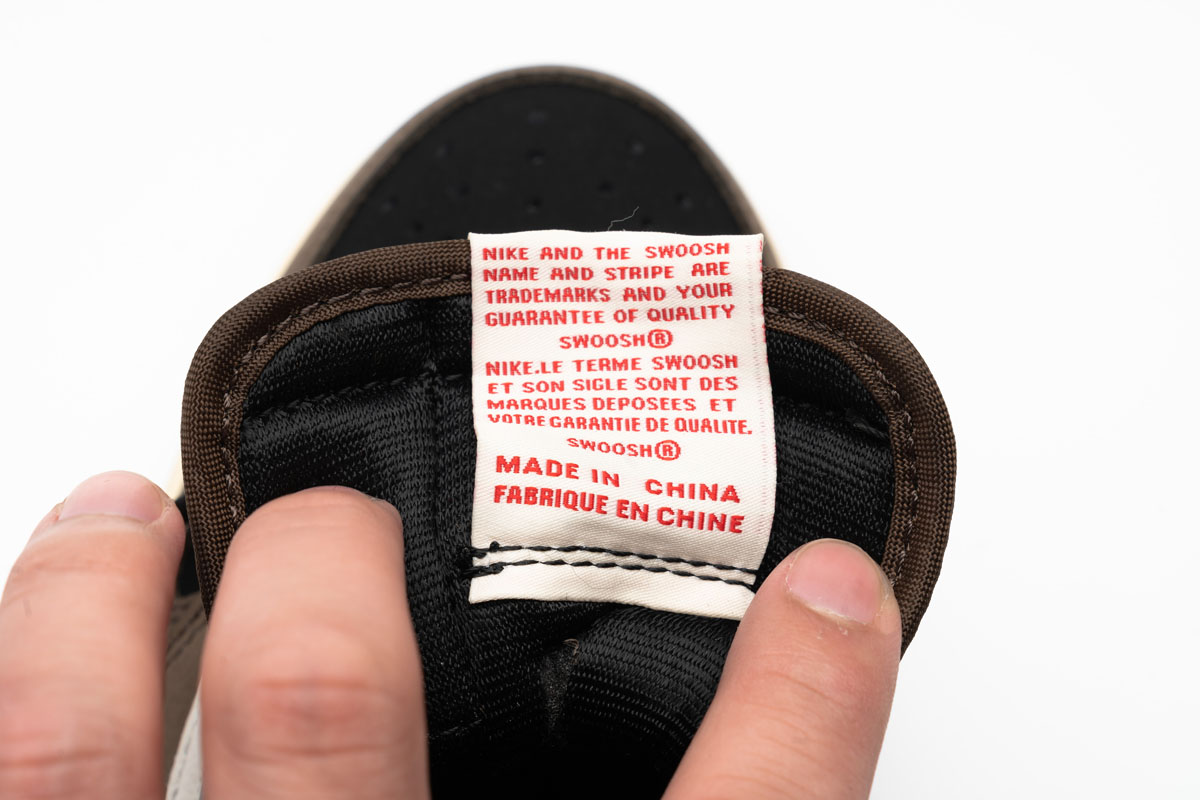 NIKE AND THE SWOOSH
NAME AND STRIPE ARE
TRADEMARKS AND YOUR
GUARANTEE OF QUALITY
SWOOSH®
NIKE.LE TERME SWOOSH
ET SON SIGLE SONT DES
MARQUES DEPOSEES ET
VOTRE GARANTIE DE QUALITE.
SWOOSH®
MADE IN CHINA
FABRIQUE EN CHINE